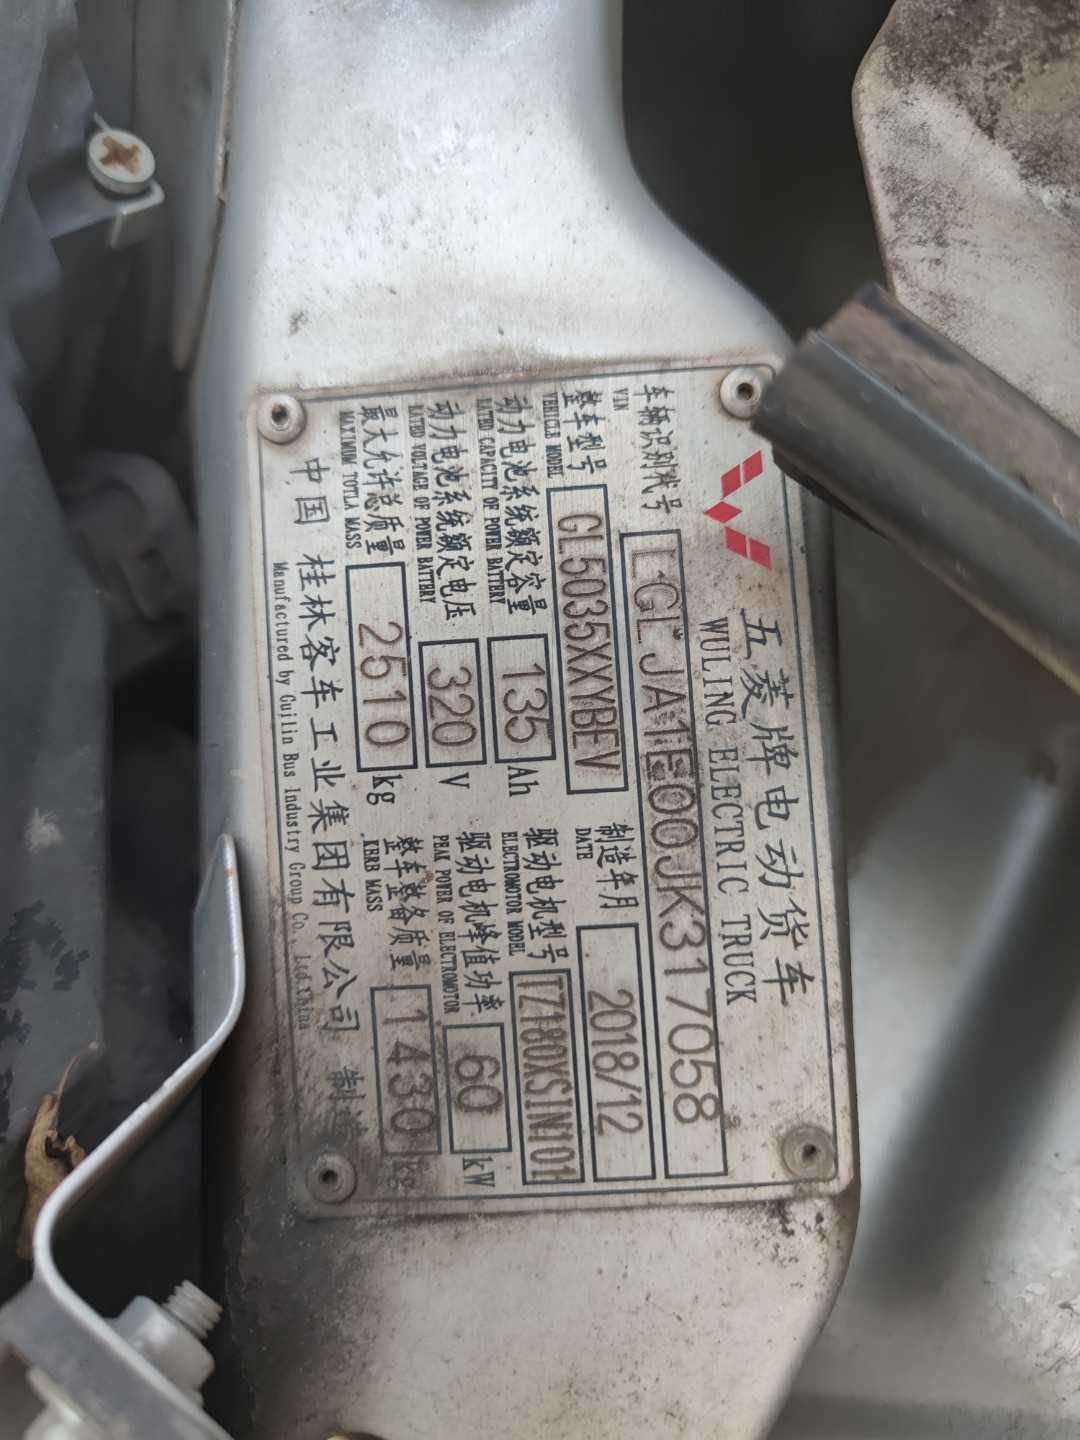 五菱牌电动货车
WULING ELECTRIC TRUCK
车辆识别代号 LGLJA1E00JK317058
VIN
整车型号 GL5035XXYBEV 制造年月 2018/12
VEHICLE MODEL DATE
动力电池系统额定容量 135 Ah 驱动电机型号 TZ180XSIN101
LATED CAPACITY OF POWER BATTERY ELECTROMOTOR MODEL
动力电池系统额定电压 320 V 驱动电机峰值功率 60 kW
LATED VOLTAGE OF POWER BATTERY PEAK POWER OF ELECTROMOTOR
最大允许总质量 2510 kg 整车整备质量 1430 kg
MAXIMUM TOTLA MASS KERB MASS
中国 桂林客车工业集团有限公司 制造
Manufactured by Guilin Bus Industry Group Co., Ltd.China